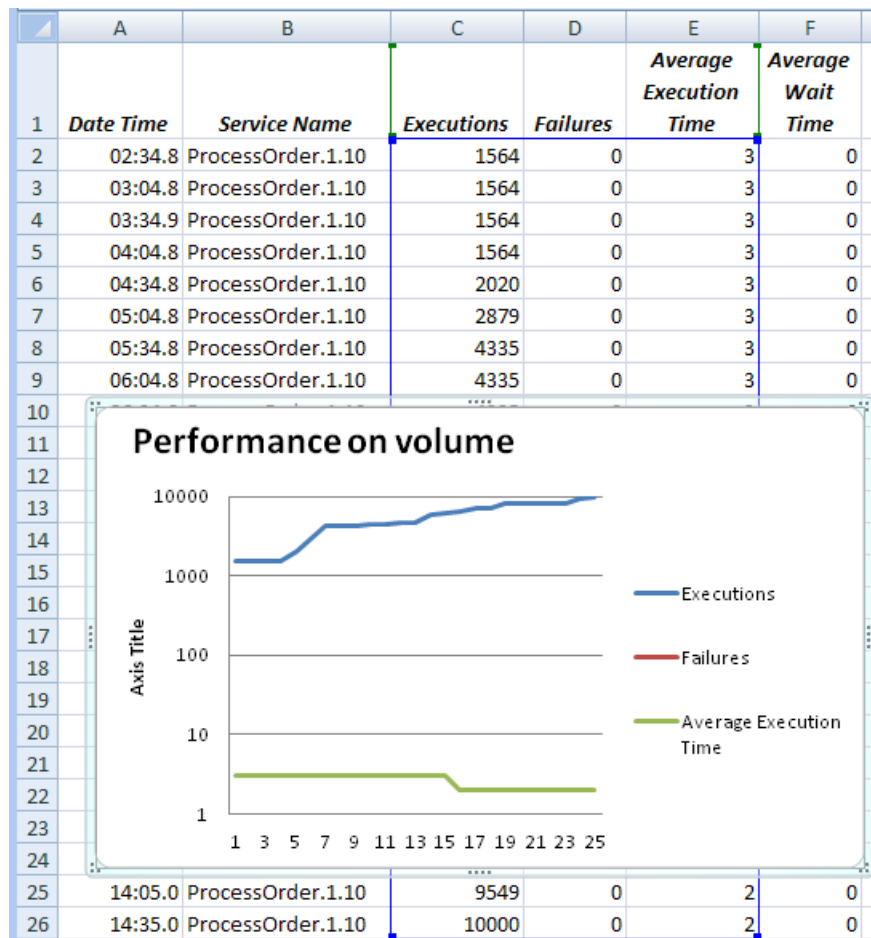 A B C D E F
1 Date Time Service Name Executions Failures Average Execution Time Average Wait Time
2 02:34.8 ProcessOrder.1.10 1564 0 3 0
3 03:04.8 ProcessOrder.1.10 1564 0 3 0
4 03:34.9 ProcessOrder.1.10 1564 0 3 0
5 04:04.8 ProcessOrder.1.10 1564 0 3 0
6 04:34.8 ProcessOrder.1.10 2020 0 3 0
7 05:04.8 ProcessOrder.1.10 2879 0 3 0
8 05:34.8 ProcessOrder.1.10 4335 0 3 0
9 06:04.8 ProcessOrder.1.10 4335 0 3 0
10
11
12
13
14
15
16
17
18
19
20
21
22
23
24
Performance on volume
10000
1000
100
10
1
Axis Title
1 3 5 7 9 11 13 15 17 19 21 23 25
Executions
Failures
Average Execution
Time
25 14:05.0 ProcessOrder.1.10 9549 0 2 0
26 14:35.0 ProcessOrder.1.10 10000 0 2 0